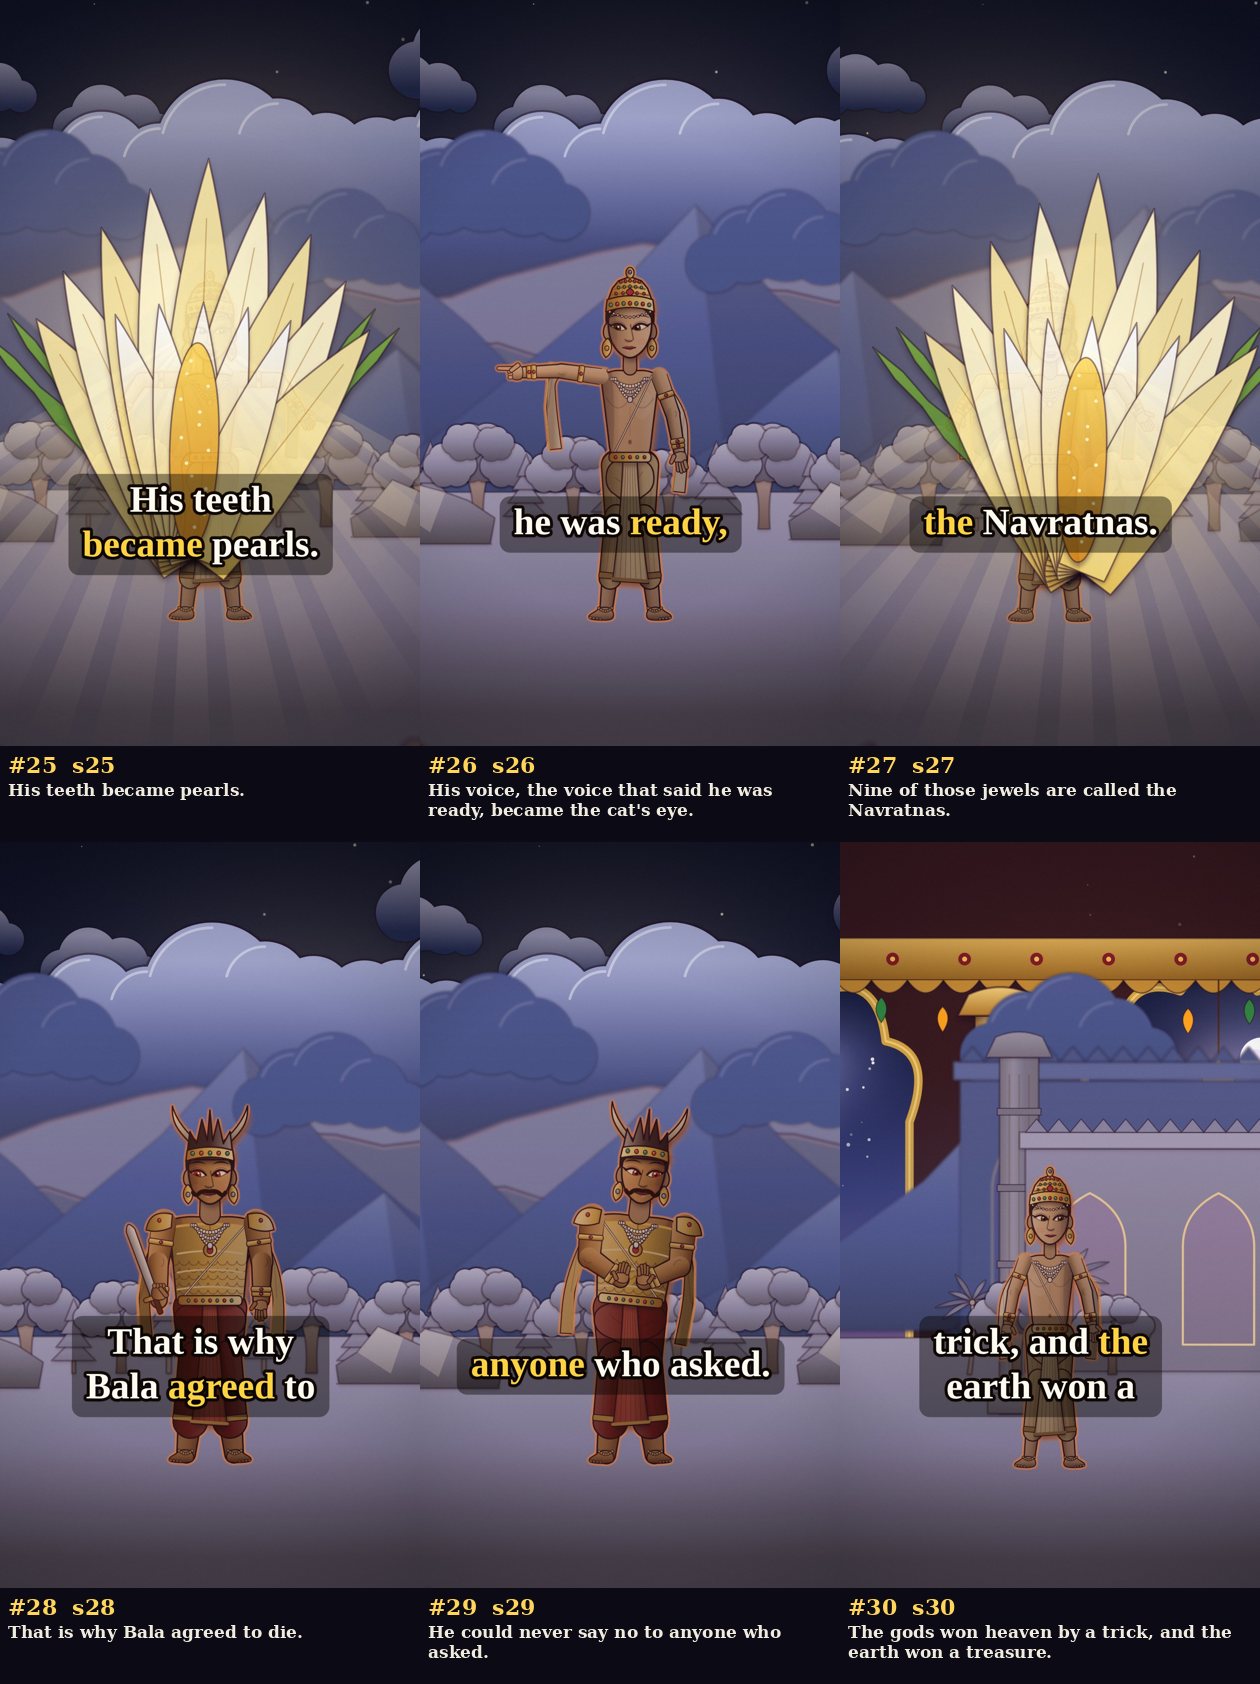 His teeth
became pearls.
he was ready,
the Navratnas.
#25 s25
His teeth became pearls.
#26 s26
His voice, the voice that said he was
ready, became the cat's eye.
#27 s27
Nine of those jewels are called the
Navratnas.
That is why
Bala agreed to
anyone who asked.
trick, and the
earth won a
#28 s28
That is why Bala agreed to die.
#29 s29
He could never say no to anyone who
asked.
#30 s30
The gods won heaven by a trick, and the
earth won a treasure.